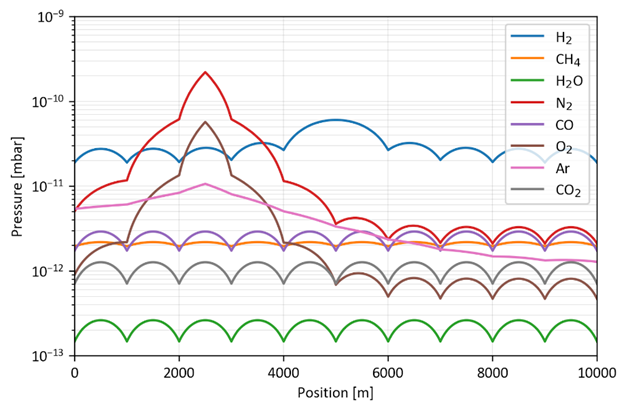 10⁻⁹
10⁻¹⁰
10⁻¹¹
10⁻¹²
10⁻¹³
Pressure [mbar]
0
2000
4000
6000
8000
10000
Position [m]
H₂
CH₄
H₂O
N₂
CO
O₂
Ar
CO₂